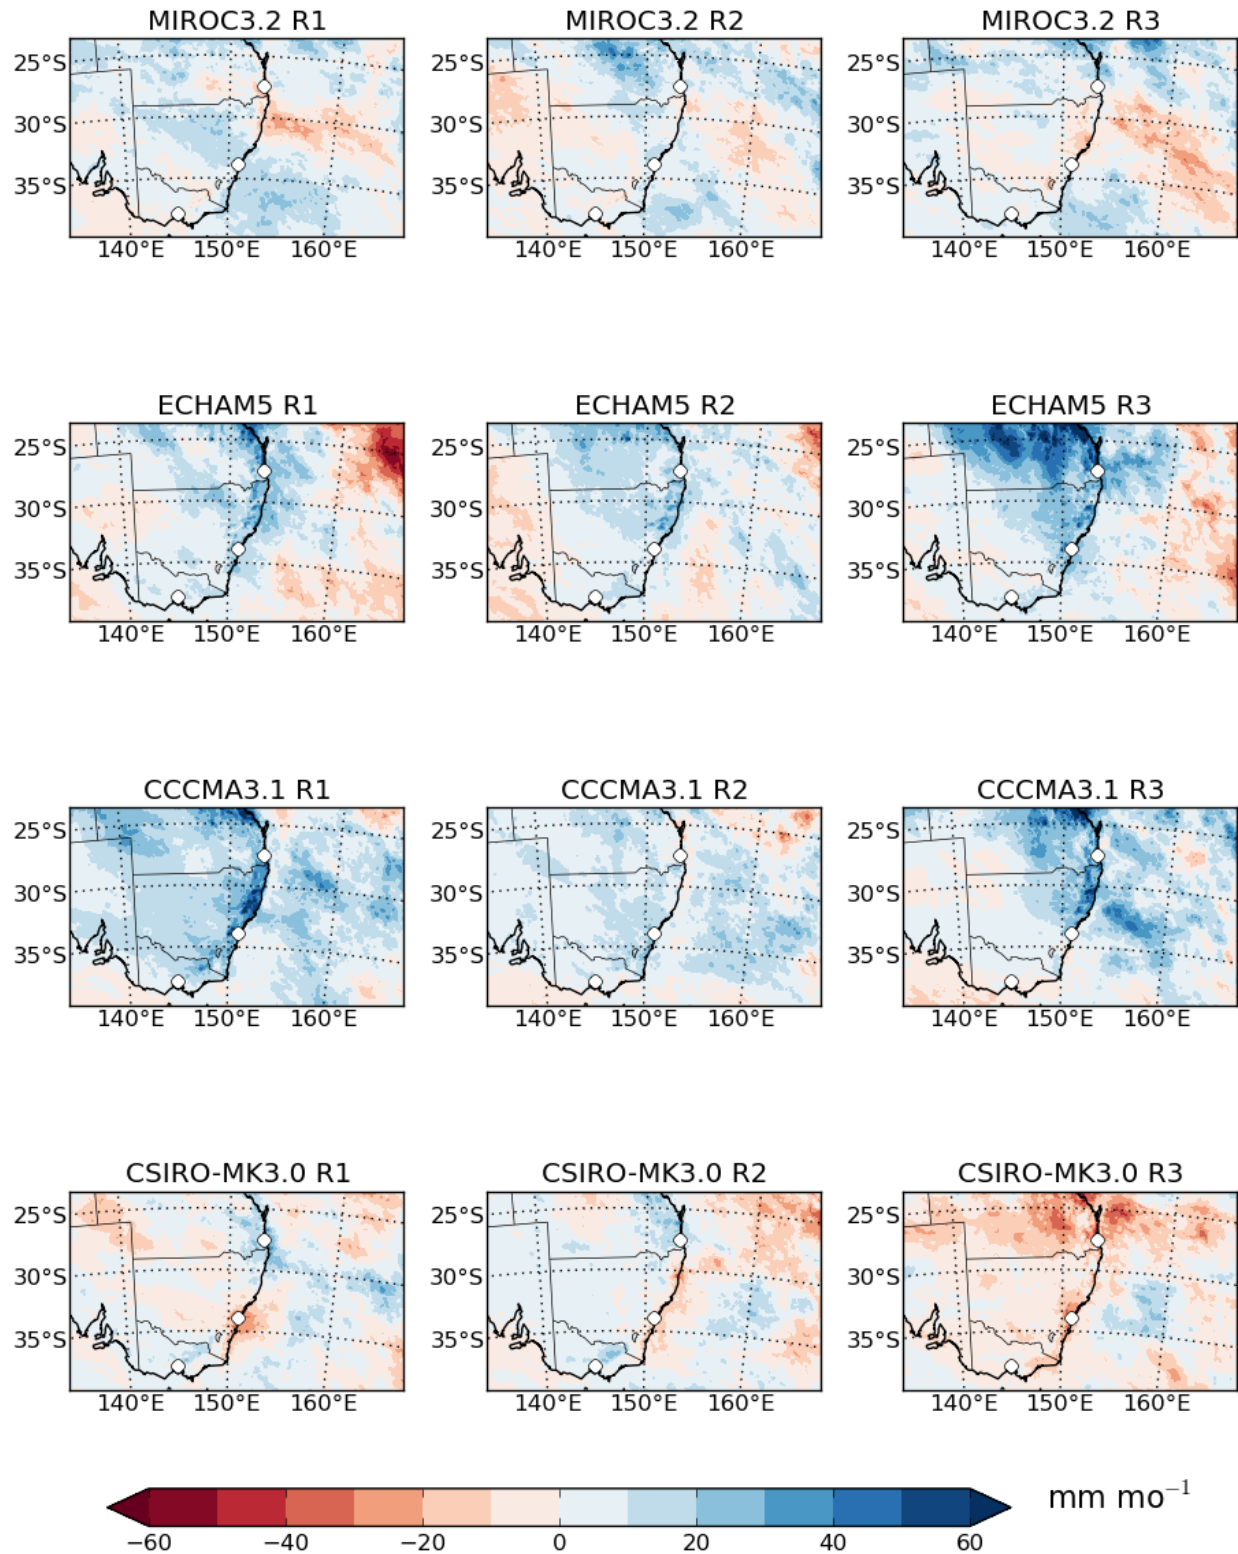 MIROC3.2 R1 MIROC3.2 R2 MIROC3.2 R3
25°S 25°S 25°S
30°S 30°S 30°S
35°S 35°S 35°S
140°E 150°E 160°E 140°E 150°E 160°E 140°E 150°E 160°E
ECHAM5 R1 ECHAM5 R2 ECHAM5 R3
25°S 25°S 25°S
30°S 30°S 30°S
35°S 35°S 35°S
140°E 150°E 160°E 140°E 150°E 160°E 140°E 150°E 160°E
CCCMA3.1 R1 CCCMA3.1 R2 CCCMA3.1 R3
25°S 25°S 25°S
30°S 30°S 30°S
35°S 35°S 35°S
140°E 150°E 160°E 140°E 150°E 160°E 140°E 150°E 160°E
CSIRO-MK3.0 R1 CSIRO-MK3.0 R2 CSIRO-MK3.0 R3
25°S 25°S 25°S
30°S 30°S 30°S
35°S 35°S 35°S
140°E 150°E 160°E 140°E 150°E 160°E 140°E 150°E 160°E
mm mo⁻¹
−60 −40 −20 0 20 40 60